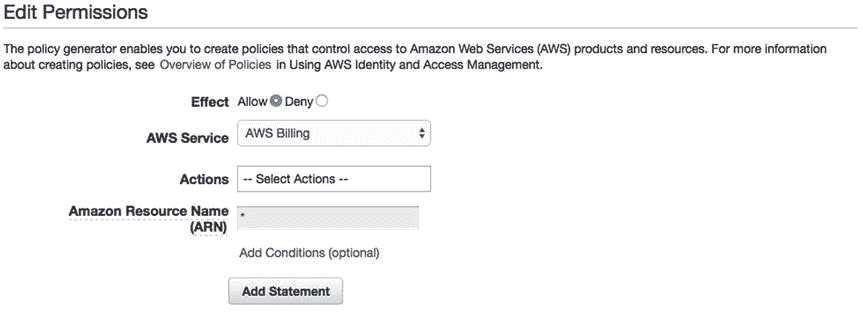 Edit Permissions
The policy generator enables you to create policies that control access to Amazon Web Services (AWS) products and resources. For more information
about creating policies, see Overview of Policies in Using AWS Identity and Access Management.
Effect Allow Deny
AWS Service AWS Billing
Actions -- Select Actions --
Amazon Resource Name *
(ARN)
Add Conditions (optional)
Add Statement